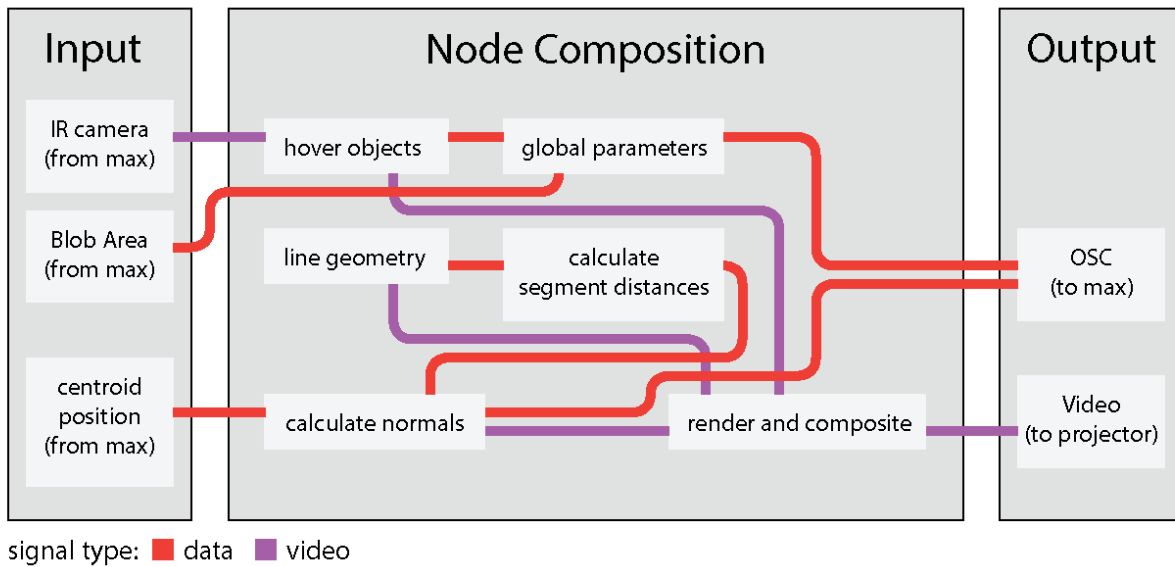 Input
IR camera
(from max)
Blob Area
(from max)
centroid
position
(from max)
Node Composition
hover objects
global parameters
line geometry
calculate
segment distances
calculate normals
render and composite
Output
OSC
(to max)
Video
(to projector)
signal type: data video